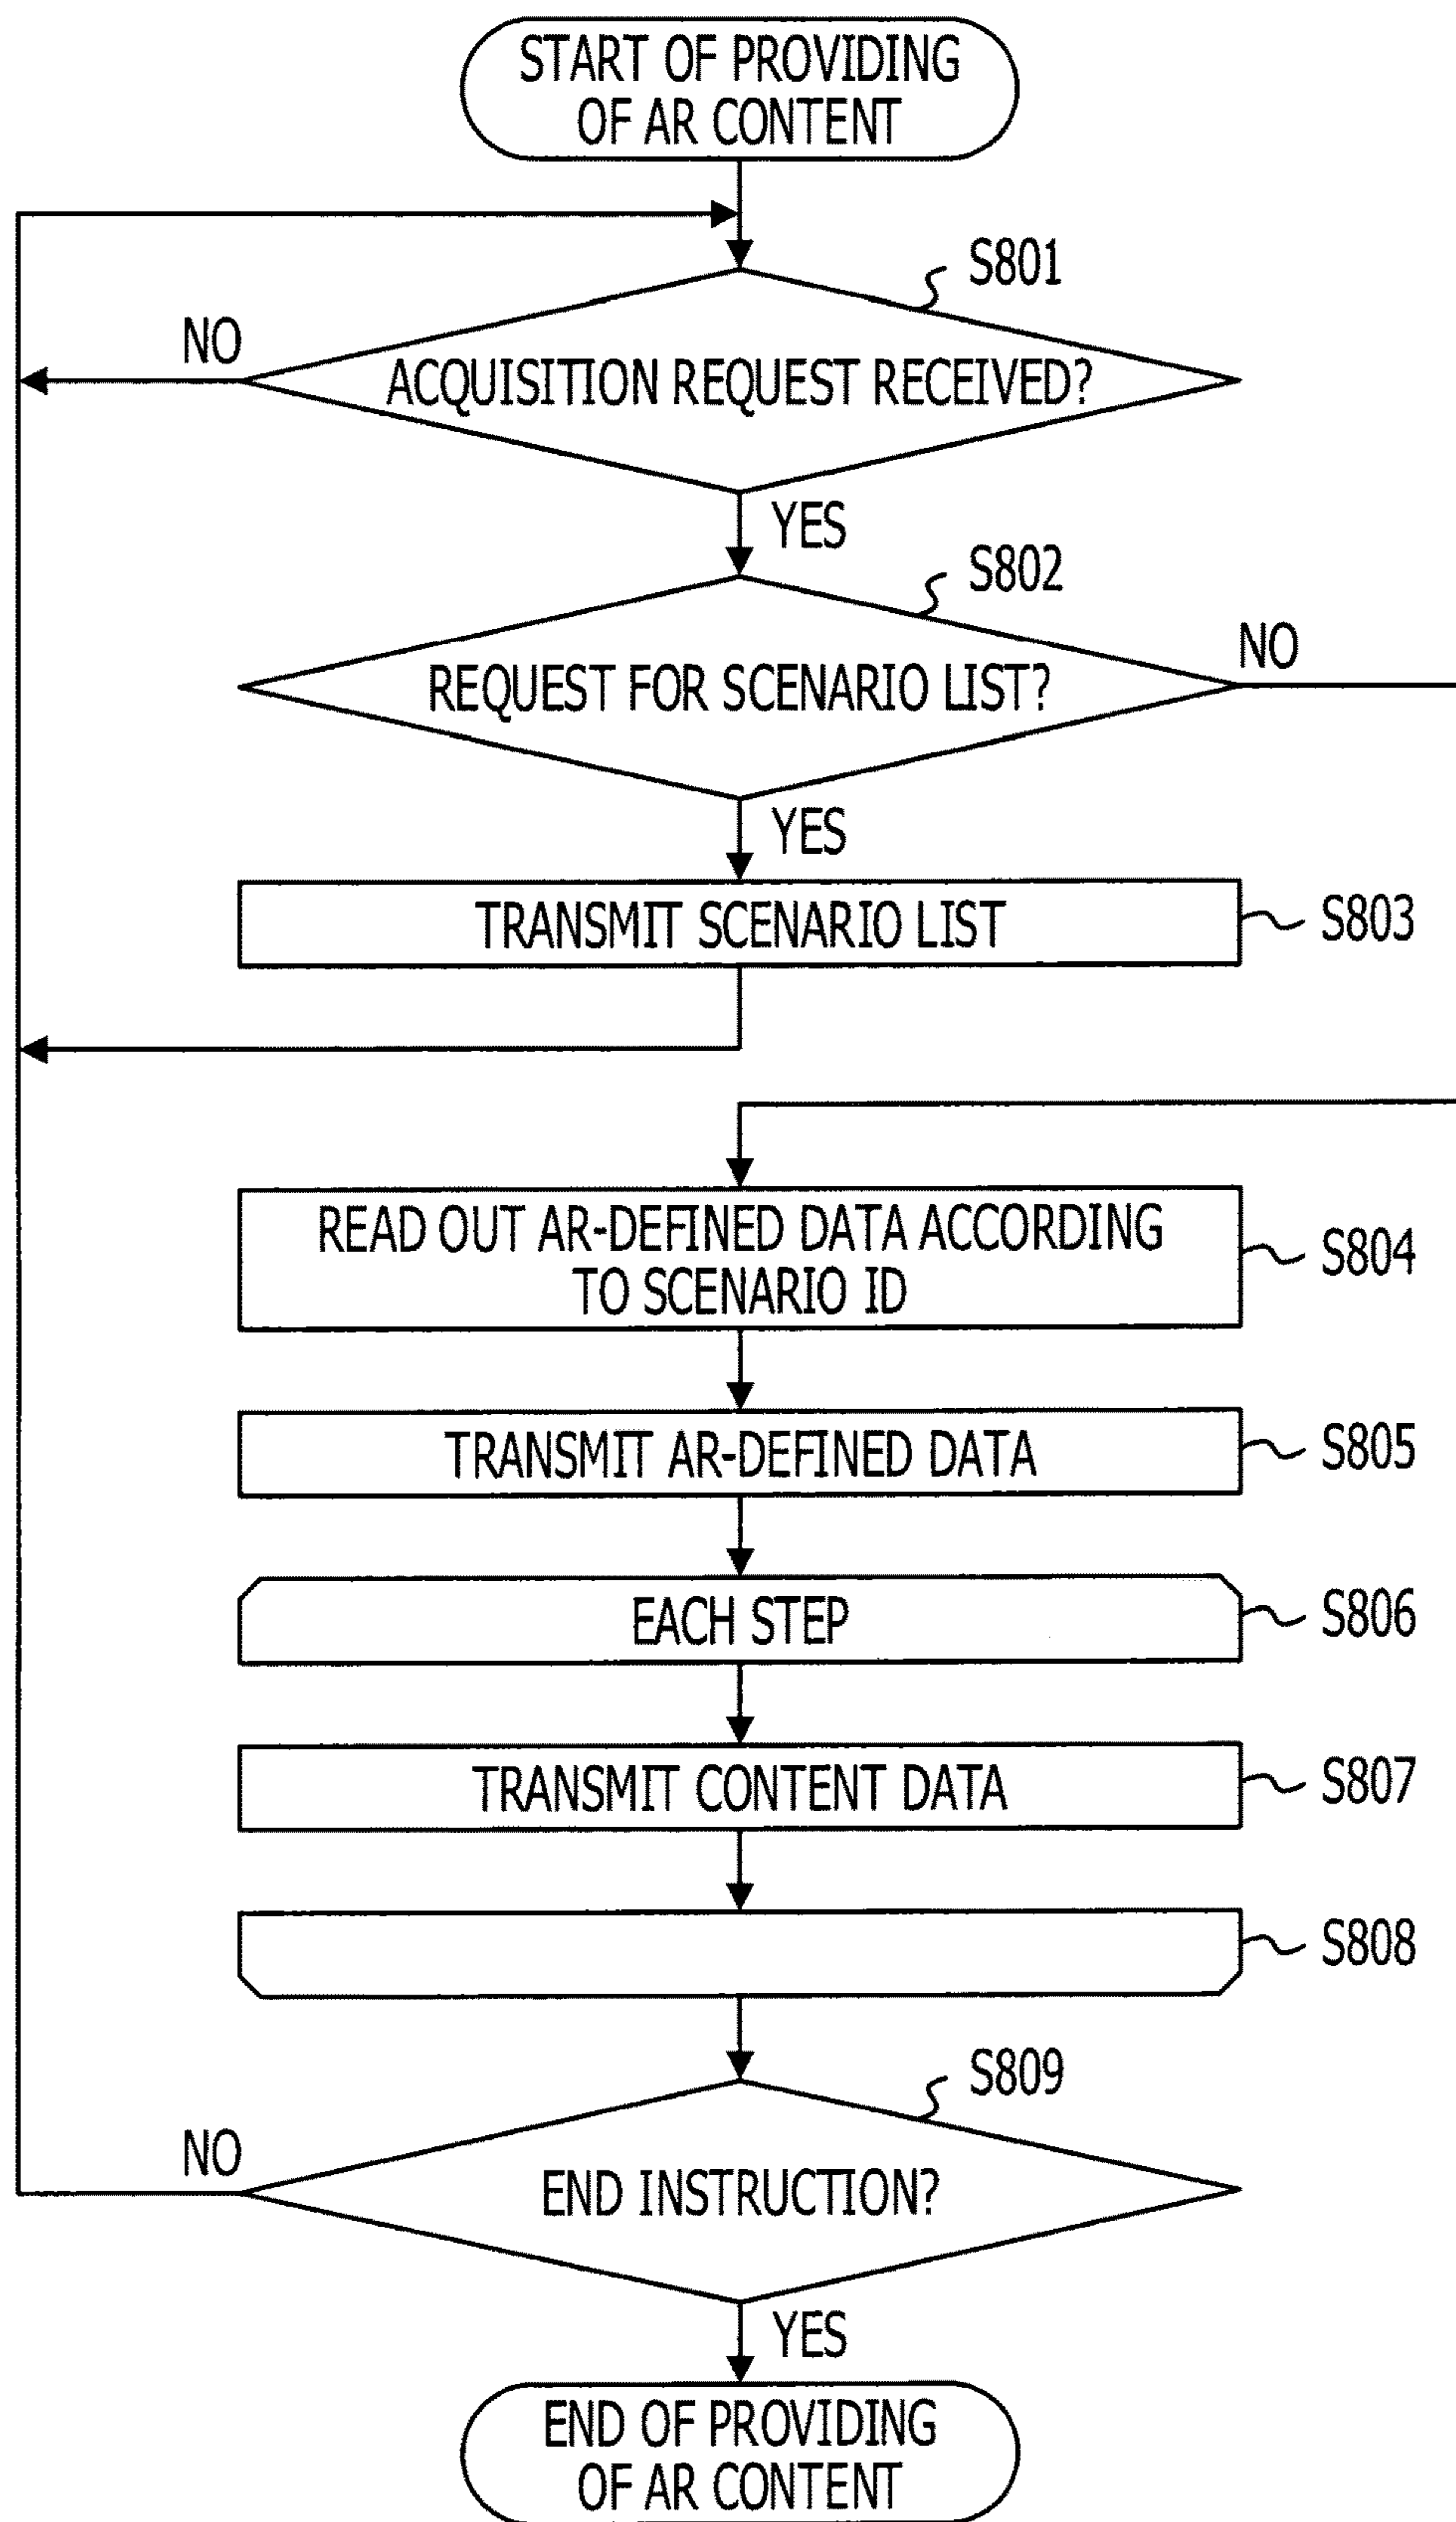 START OF PROVIDING
OF AR CONTENT
S801
NO
ACQUISITION REQUEST RECEIVED?
YES
S802
NO
REQUEST FOR SCENARIO LIST?
YES
TRANSMIT SCENARIO LIST
S803
READ OUT AR-DEFINED DATA ACCORDING
TO SCENARIO ID
S804
TRANSMIT AR-DEFINED DATA
S805
EACH STEP
S806
TRANSMIT CONTENT DATA
S807
S808
S809
NO
END INSTRUCTION?
YES
END OF PROVIDING
OF AR CONTENT